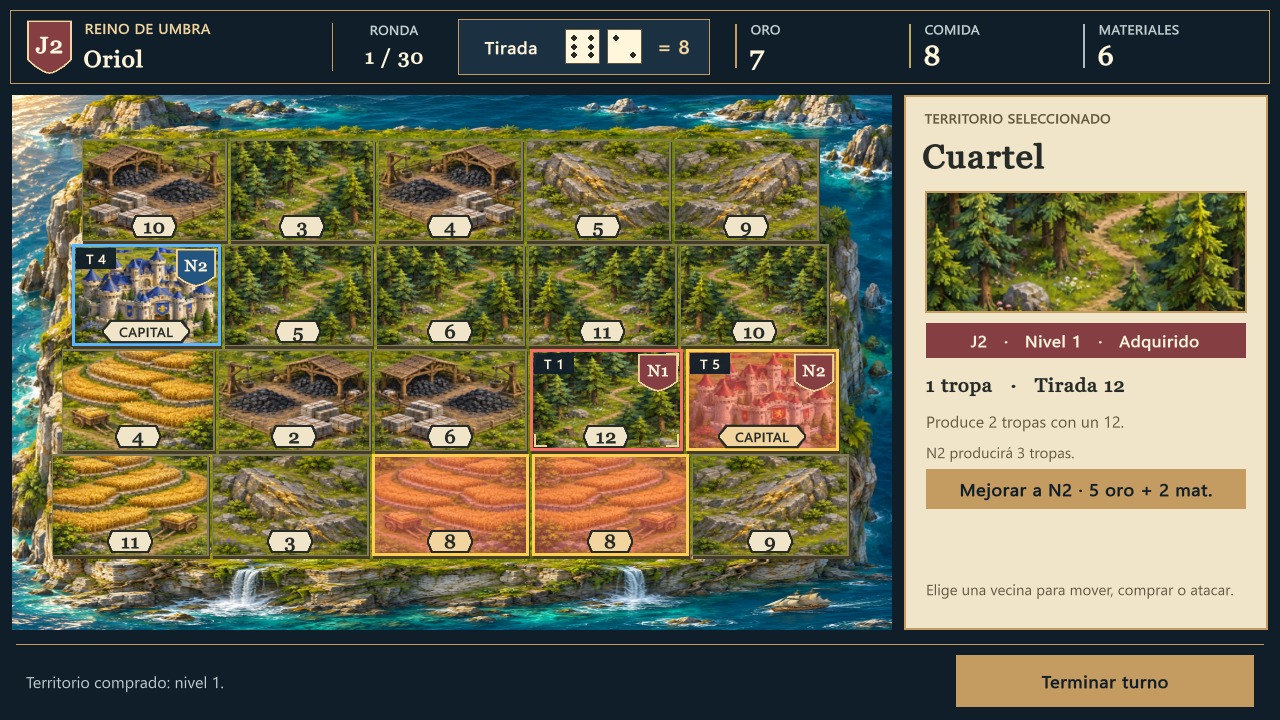 J2
REINO DE UMBRA
Oriol
RONDA
1 / 30
Tirada
= 8
ORO
7
COMIDA
8
MATERIALES
6
10
3
4
5
9
T 4
N2
CAPITAL
5
6
11
10
4
2
6
T 1
N1
12
T 5
N2
CAPITAL
11
3
8
8
9
TERRITORIO SELECCIONADO
Cuartel
J2 · Nivel 1 · Adquirido
1 tropa · Tirada 12
Produce 2 tropas con un 12.
N2 producirá 3 tropas.
Mejorar a N2 · 5 oro + 2 mat.
Elige una vecina para mover, comprar o atacar.
Territorio comprado: nivel 1.
Terminar turno